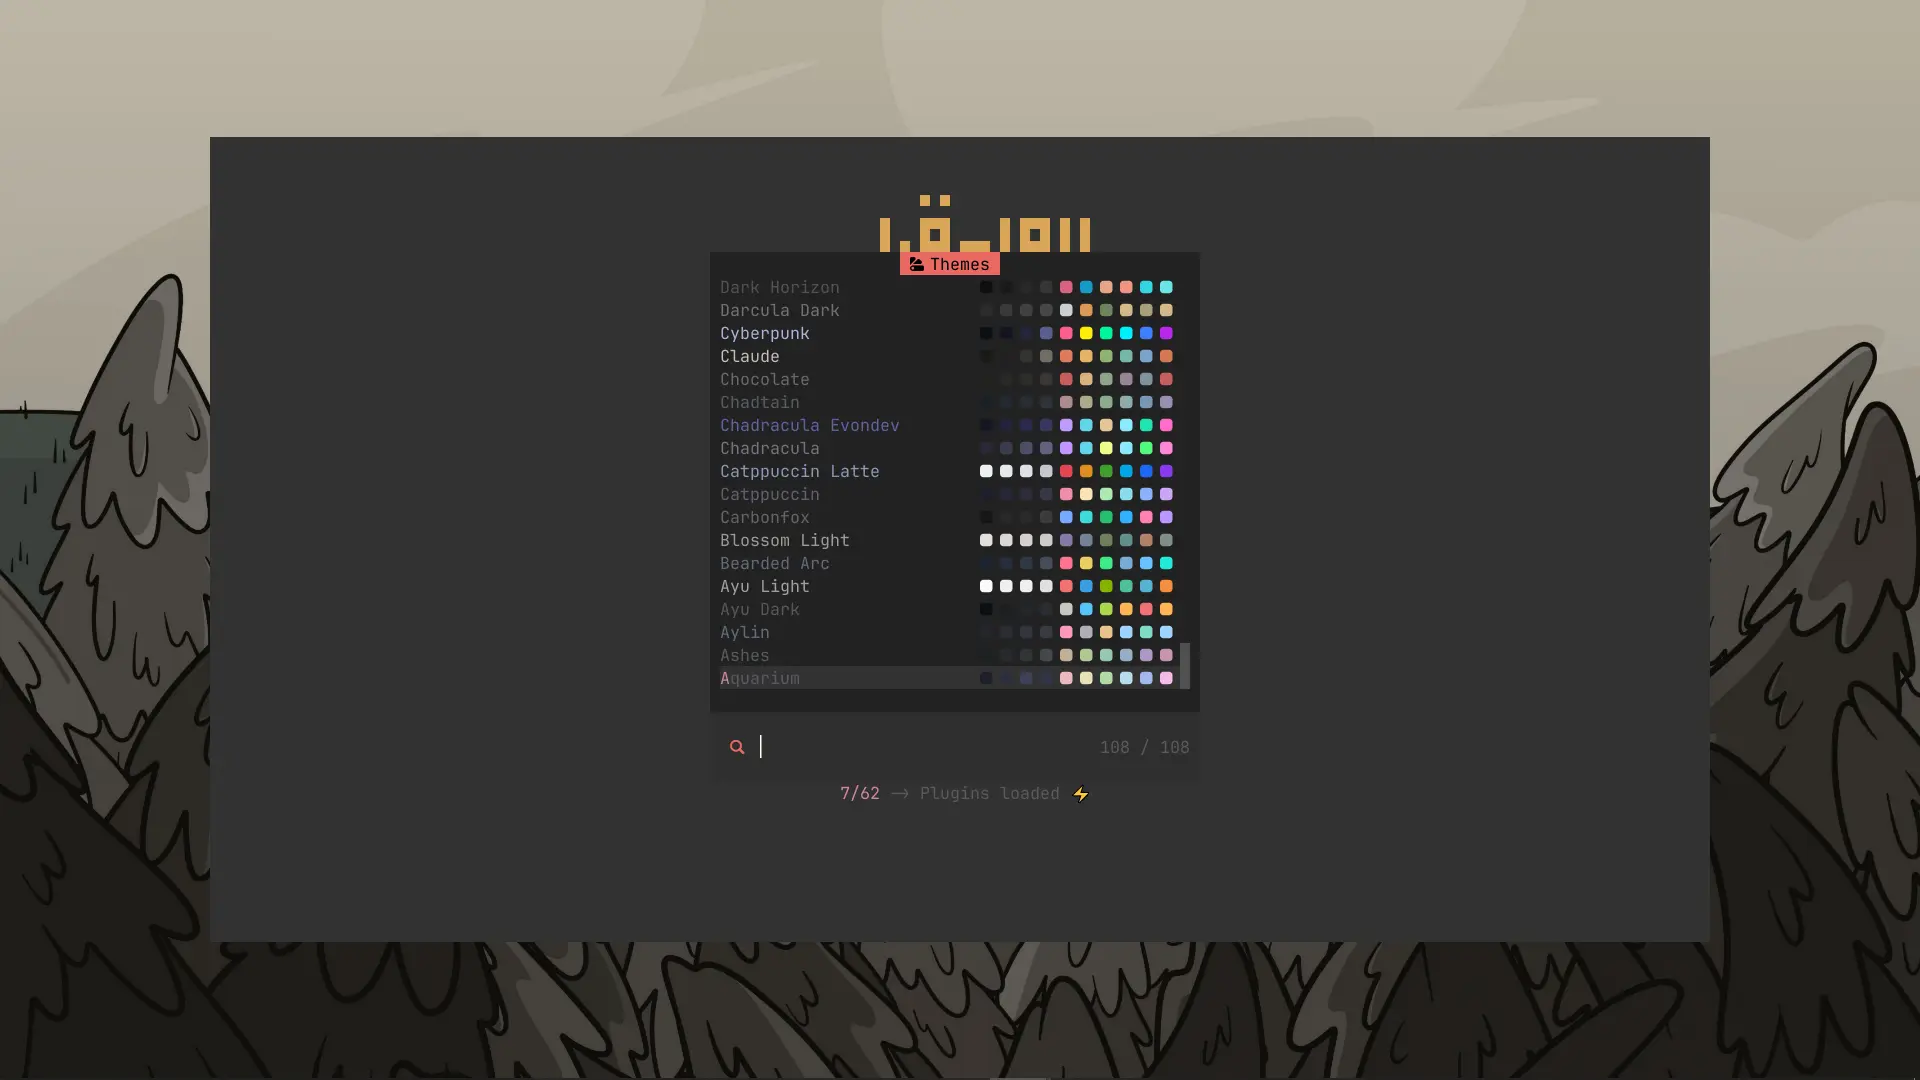 Themes
Dark Horizon
Darcula Dark
Cyberpunk
Claude
Chocolate
Chadtain
Chadracula Evondev
Chadracula
Catppuccin Latte
Catppuccin
Carbonfox
Blossom Light
Bearded Arc
Ayu Light
Ayu Dark
Aylin
Ashes
Aquarium
108 / 108
7/62 → Plugins loaded ⚡